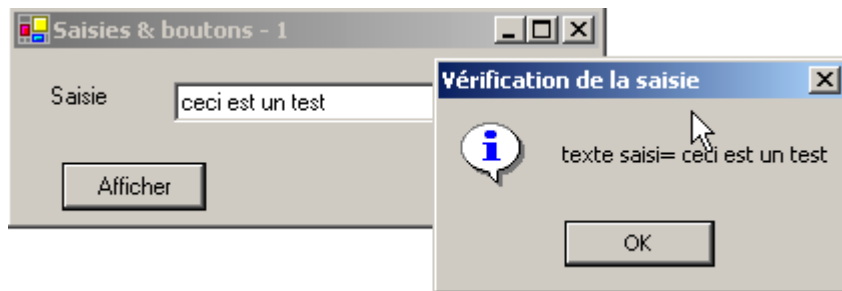 Saisies & boutons - 1
Saisie
ceci est un test
Afficher
Vérification de la saisie
texte saisi= ceci est un test
OK